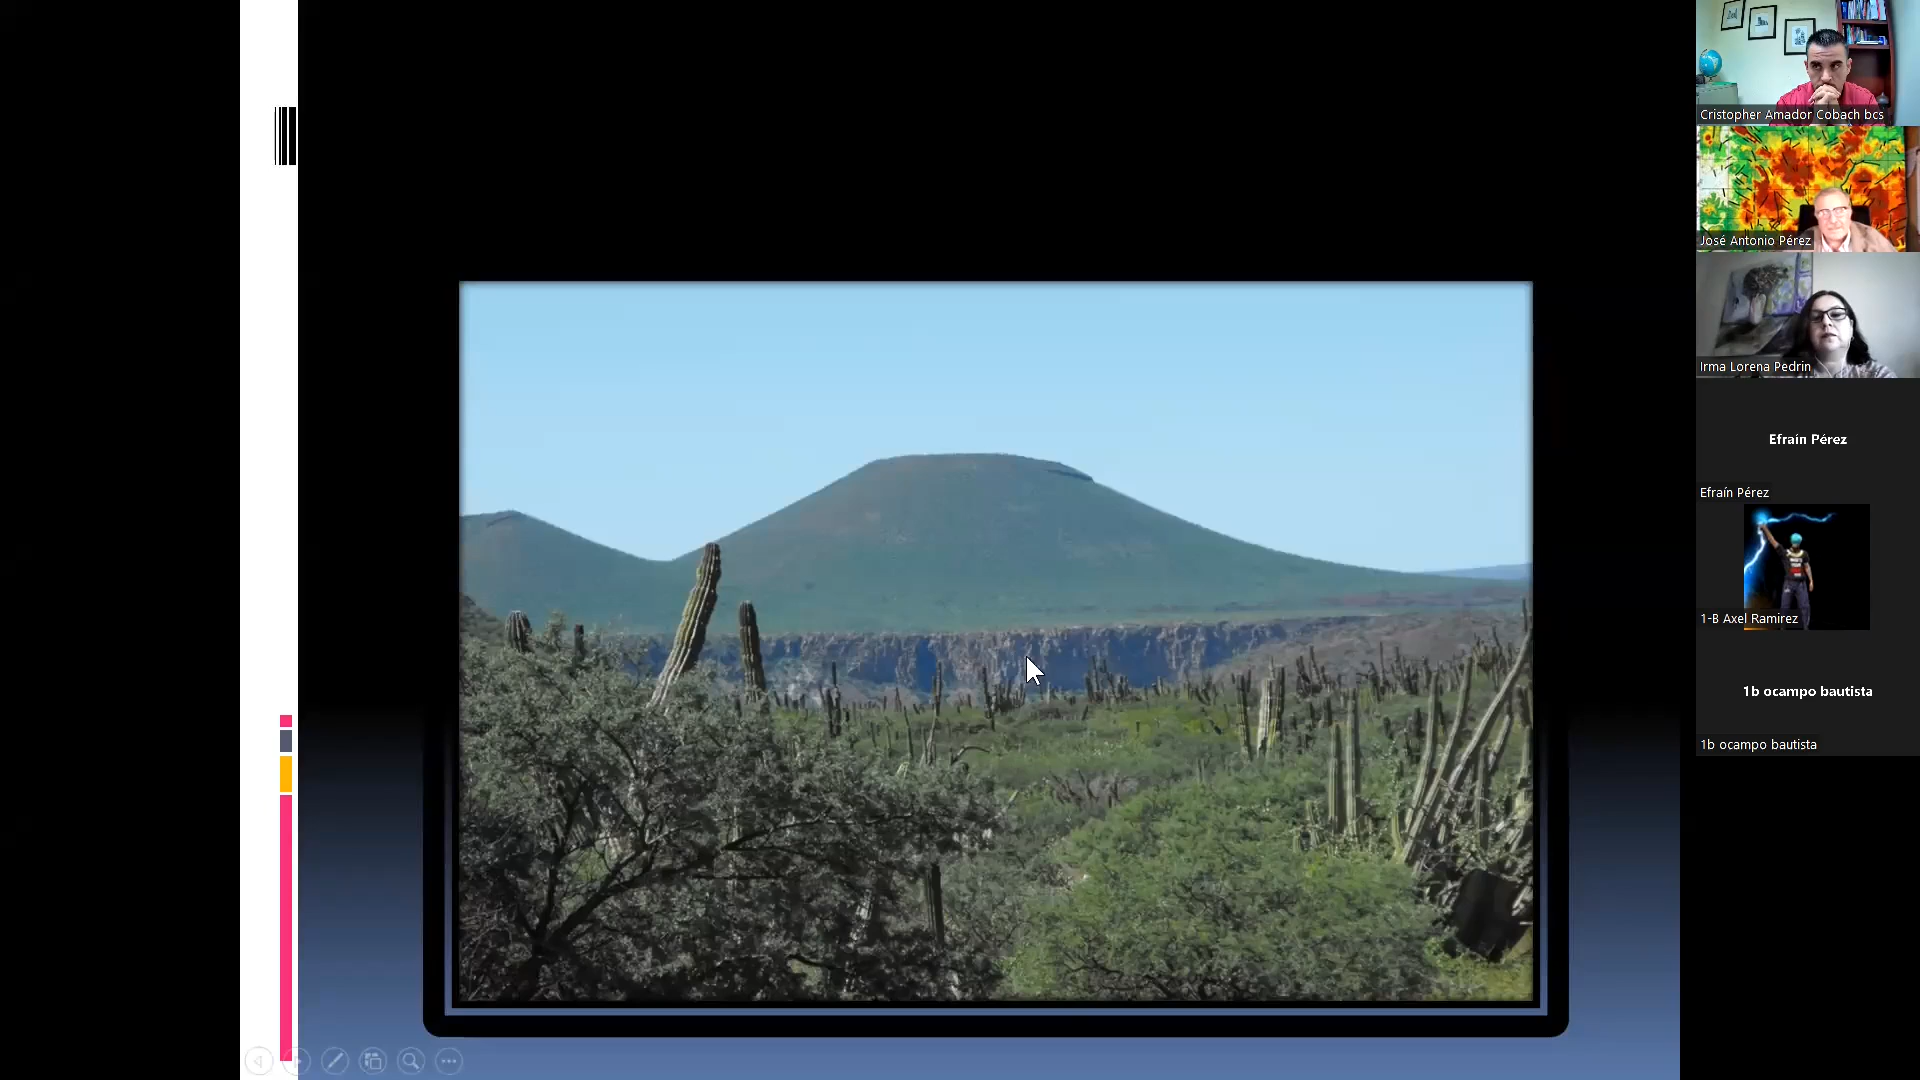 Cristopher Amador Cobach bcs
José Antonio Pérez
Irma Lorena Pedrin
Efraín Pérez
Efraín Pérez
1-B Axel Ramirez
1b ocampo bautista
1b ocampo bautista